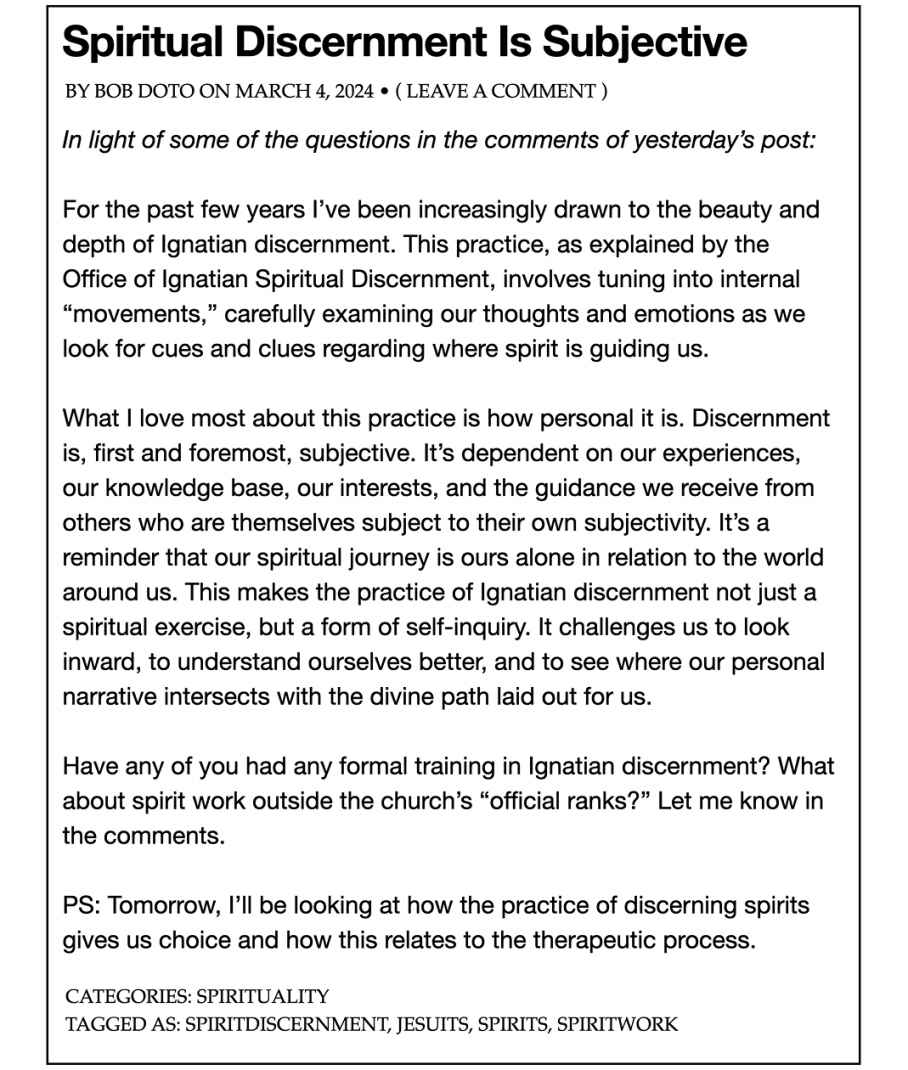 Spiritual Discernment Is Subjective
BY BOB DOTO ON MARCH 4, 2024 • ( LEAVE A COMMENT )
In light of some of the questions in the comments of yesterday’s post:
For the past few years I’ve been increasingly drawn to the beauty and
depth of Ignatian discernment. This practice, as explained by the
Office of Ignatian Spiritual Discernment, involves tuning into internal
“movements,” carefully examining our thoughts and emotions as we
look for cues and clues regarding where spirit is guiding us.
What I love most about this practice is how personal it is. Discernment
is, first and foremost, subjective. It’s dependent on our experiences,
our knowledge base, our interests, and the guidance we receive from
others who are themselves subject to their own subjectivity. It’s a
reminder that our spiritual journey is ours alone in relation to the world
around us. This makes the practice of Ignatian discernment not just a
spiritual exercise, but a form of self-inquiry. It challenges us to look
inward, to understand ourselves better, and to see where our personal
narrative intersects with the divine path laid out for us.
Have any of you had any formal training in Ignatian discernment? What
about spirit work outside the church’s “official ranks?” Let me know in
the comments.
PS: Tomorrow, I’ll be looking at how the practice of discerning spirits
gives us choice and how this relates to the therapeutic process.
CATEGORIES: SPIRITUALITY
TAGGED AS: SPIRITDISCERNMENT, JESUITS, SPIRITS, SPIRITWORK